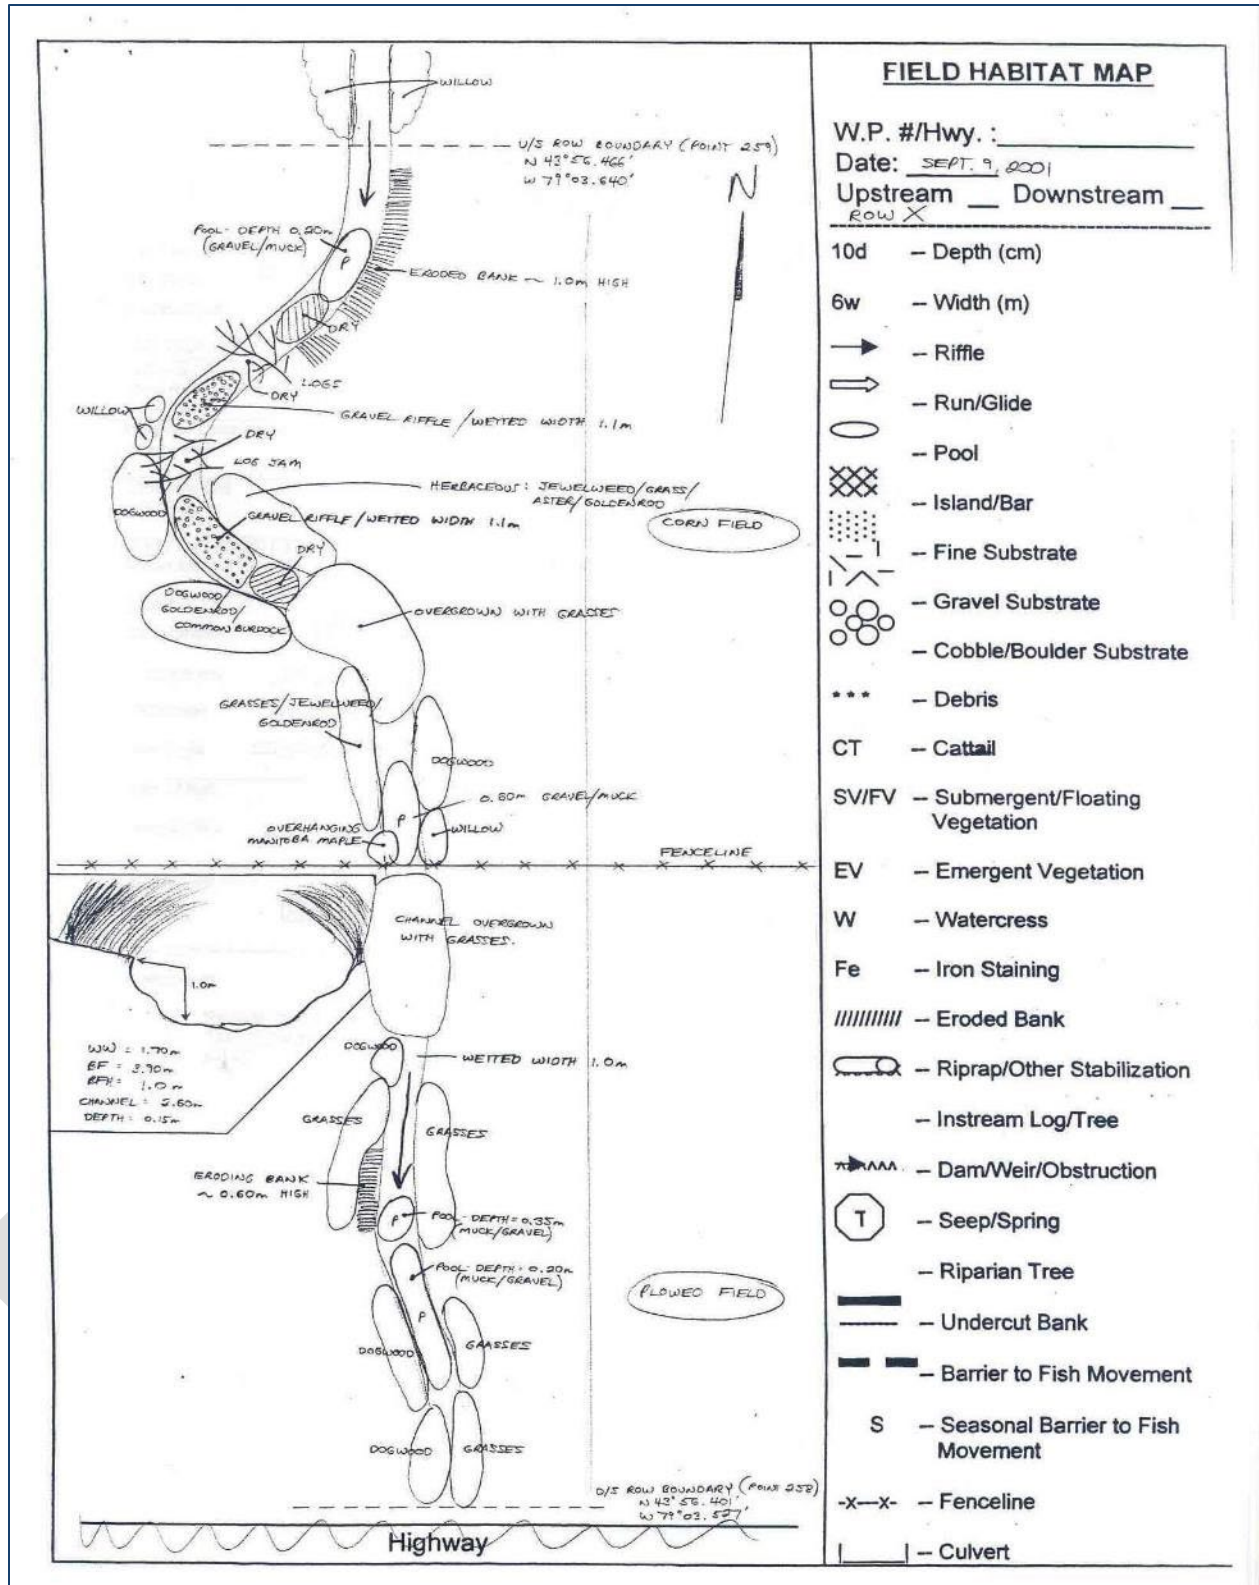 WILLOW
U/S ROW BOUNDARY (POINT 259)
N 43°56.466'
W 79°03.640'
N
POOL - DEPTH 0.20m
(GRAVEL/MUCK)
P
ERODED BANK ~ 1.0m HIGH
DRY
LOGS
DRY
WILLOW
GRAVEL RIFFLE / WETTED WIDTH 1.1m
DRY
LOG JAM
HERBACEOUS: JEWELWEED/GRASS/
ASTER/GOLDENROD
DOGWOOD
GRAVEL RIFFLE / WETTED WIDTH 1.1m
CORN FIELD
DRY
DOGWOOD/
GOLDENROD/
COMMON BURDOCK
OVERGROWN WITH GRASSES
GRASSES/JEWELWEED/
GOLDENROD
DOGWOOD
0.60m GRAVEL/MUCK
P
OVERHANGING
MANITOBA MAPLE
WILLOW
FENCELINE
CHANNEL OVERGROWN
WITH GRASSES.
1.0m
WW = 1.70m
BF = 3.90m
BFH = 1.0m
CHANNEL = 2.60m
DEPTH = 0.15m
DOGWOOD
WETTED WIDTH 1.0m
GRASSES
GRASSES
ERODING BANK
~ 0.60m HIGH
P
POOL - DEPTH = 0.35m
(MUCK/GRAVEL)
POOL - DEPTH = 0.20m
(MUCK/GRAVEL)
P
PLOWED FIELD
DOGWOOD
GRASSES
DOGWOOD
GRASSES
D/S ROW BOUNDARY (POINT 258)
N 43°56.401'
W 79°03.527'
Highway
FIELD HABITAT MAP
W.P. #/Hwy. :
Date: SEPT. 9, 2001
Upstream __ Downstream __
ROW X
10d – Depth (cm)
6w – Width (m)
– Riffle
– Run/Glide
– Pool
– Island/Bar
– Fine Substrate
– Gravel Substrate
– Cobble/Boulder Substrate
*** – Debris
CT – Cattail
SV/FV – Submergent/Floating
Vegetation
EV – Emergent Vegetation
W – Watercress
Fe – Iron Staining
– Eroded Bank
– Riprap/Other Stabilization
– Instream Log/Tree
– Dam/Weir/Obstruction
T – Seep/Spring
– Riparian Tree
– Undercut Bank
– Barrier to Fish Movement
S – Seasonal Barrier to Fish
Movement
-x---x- – Fenceline
– Culvert